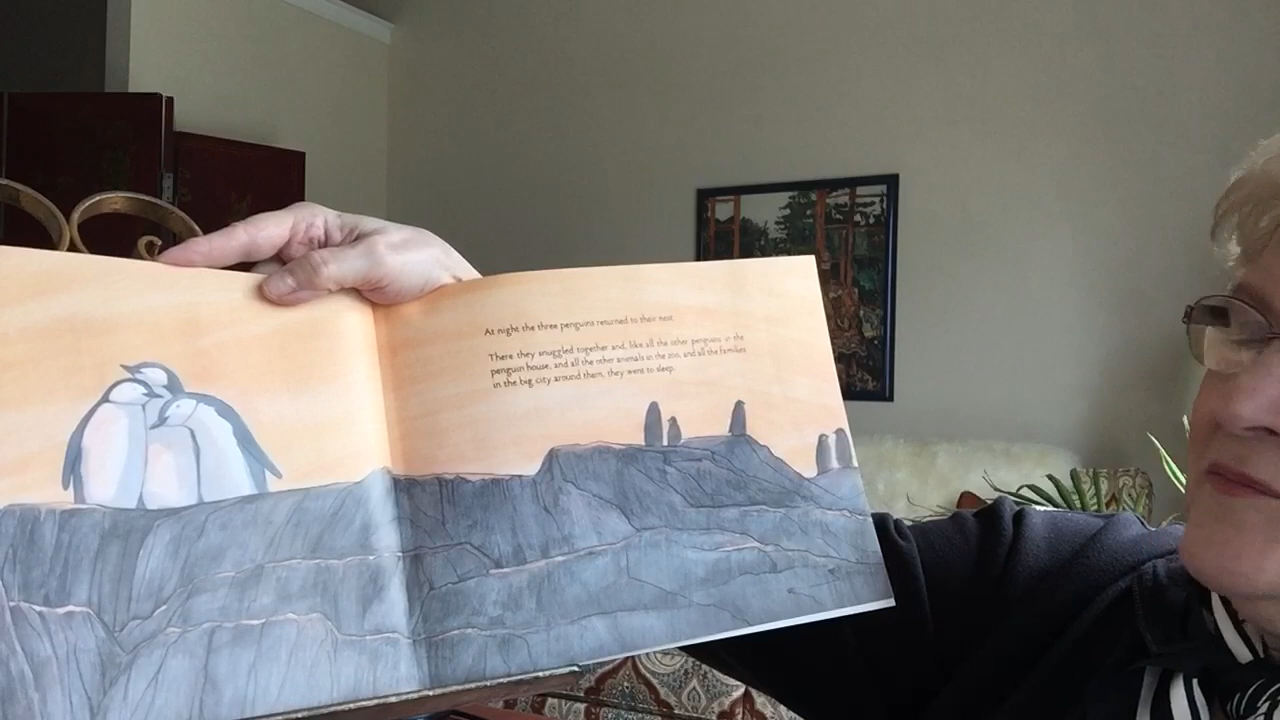 At night the three penguins returned to their nest.
There they snuggled together and, like all the other penguins in the
penguin house, and all the other animals in the zoo, and all the families
in the big city around them, they went to sleep.